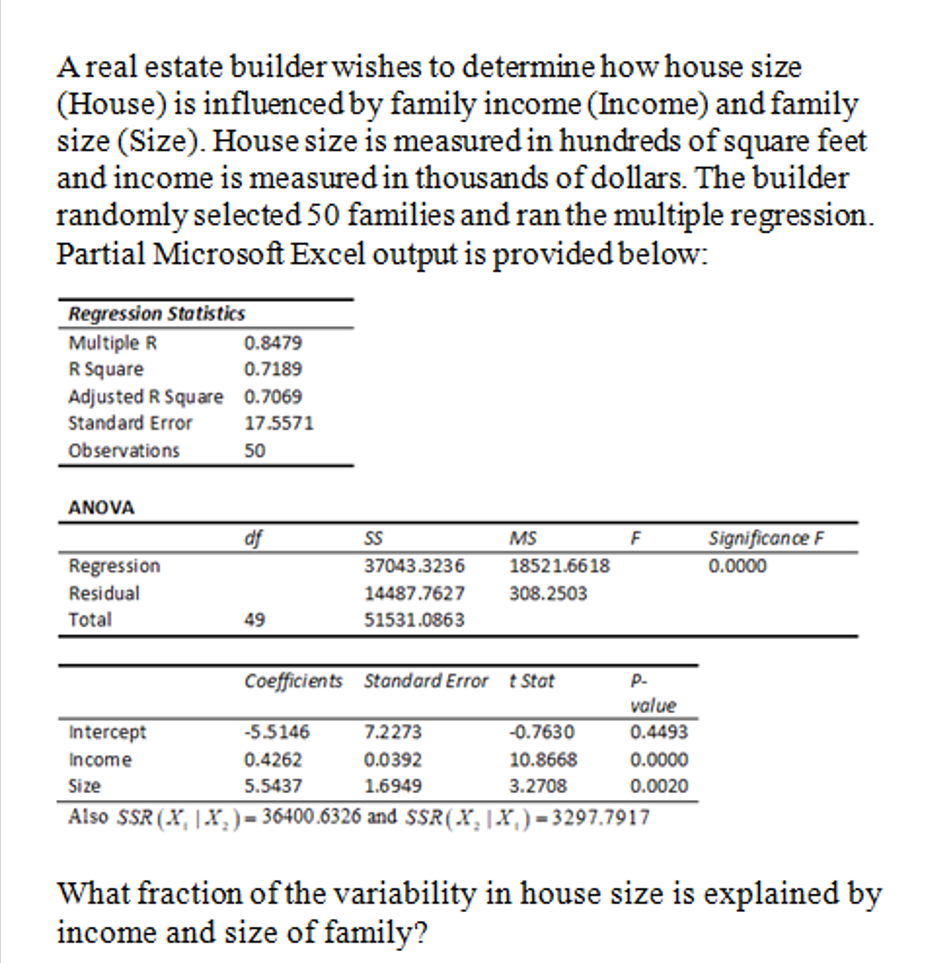 A real estate builder wishes to determine how house size
(House) is influenced by family income (Income) and family
size (Size). House size is measured in hundreds of square feet
and income is measured in thousands of dollars. The builder
randomly selected 50 families and ran the multiple regression.
Partial Microsoft Excel output is provided below:
Regression Statistics
Multiple R 0.8479
R Square 0.7189
Adjusted R Square 0.7069
Standard Error 17.5571
Observations 50
ANOVA
df SS MS F Significance F
Regression 37043.3236 18521.6618 0.0000
Residual 14487.7627 308.2503
Total 49 51531.0863
Coefficients Standard Error t Stat P-
value
Intercept -5.5146 7.2273 -0.7630 0.4493
Income 0.4262 0.0392 10.8668 0.0000
Size 5.5437 1.6949 3.2708 0.0020
Also SSR(X₁ | X₂) = 36400.6326 and SSR(X₂ | X₁) = 3297.7917
What fraction of the variability in house size is explained by
income and size of family?